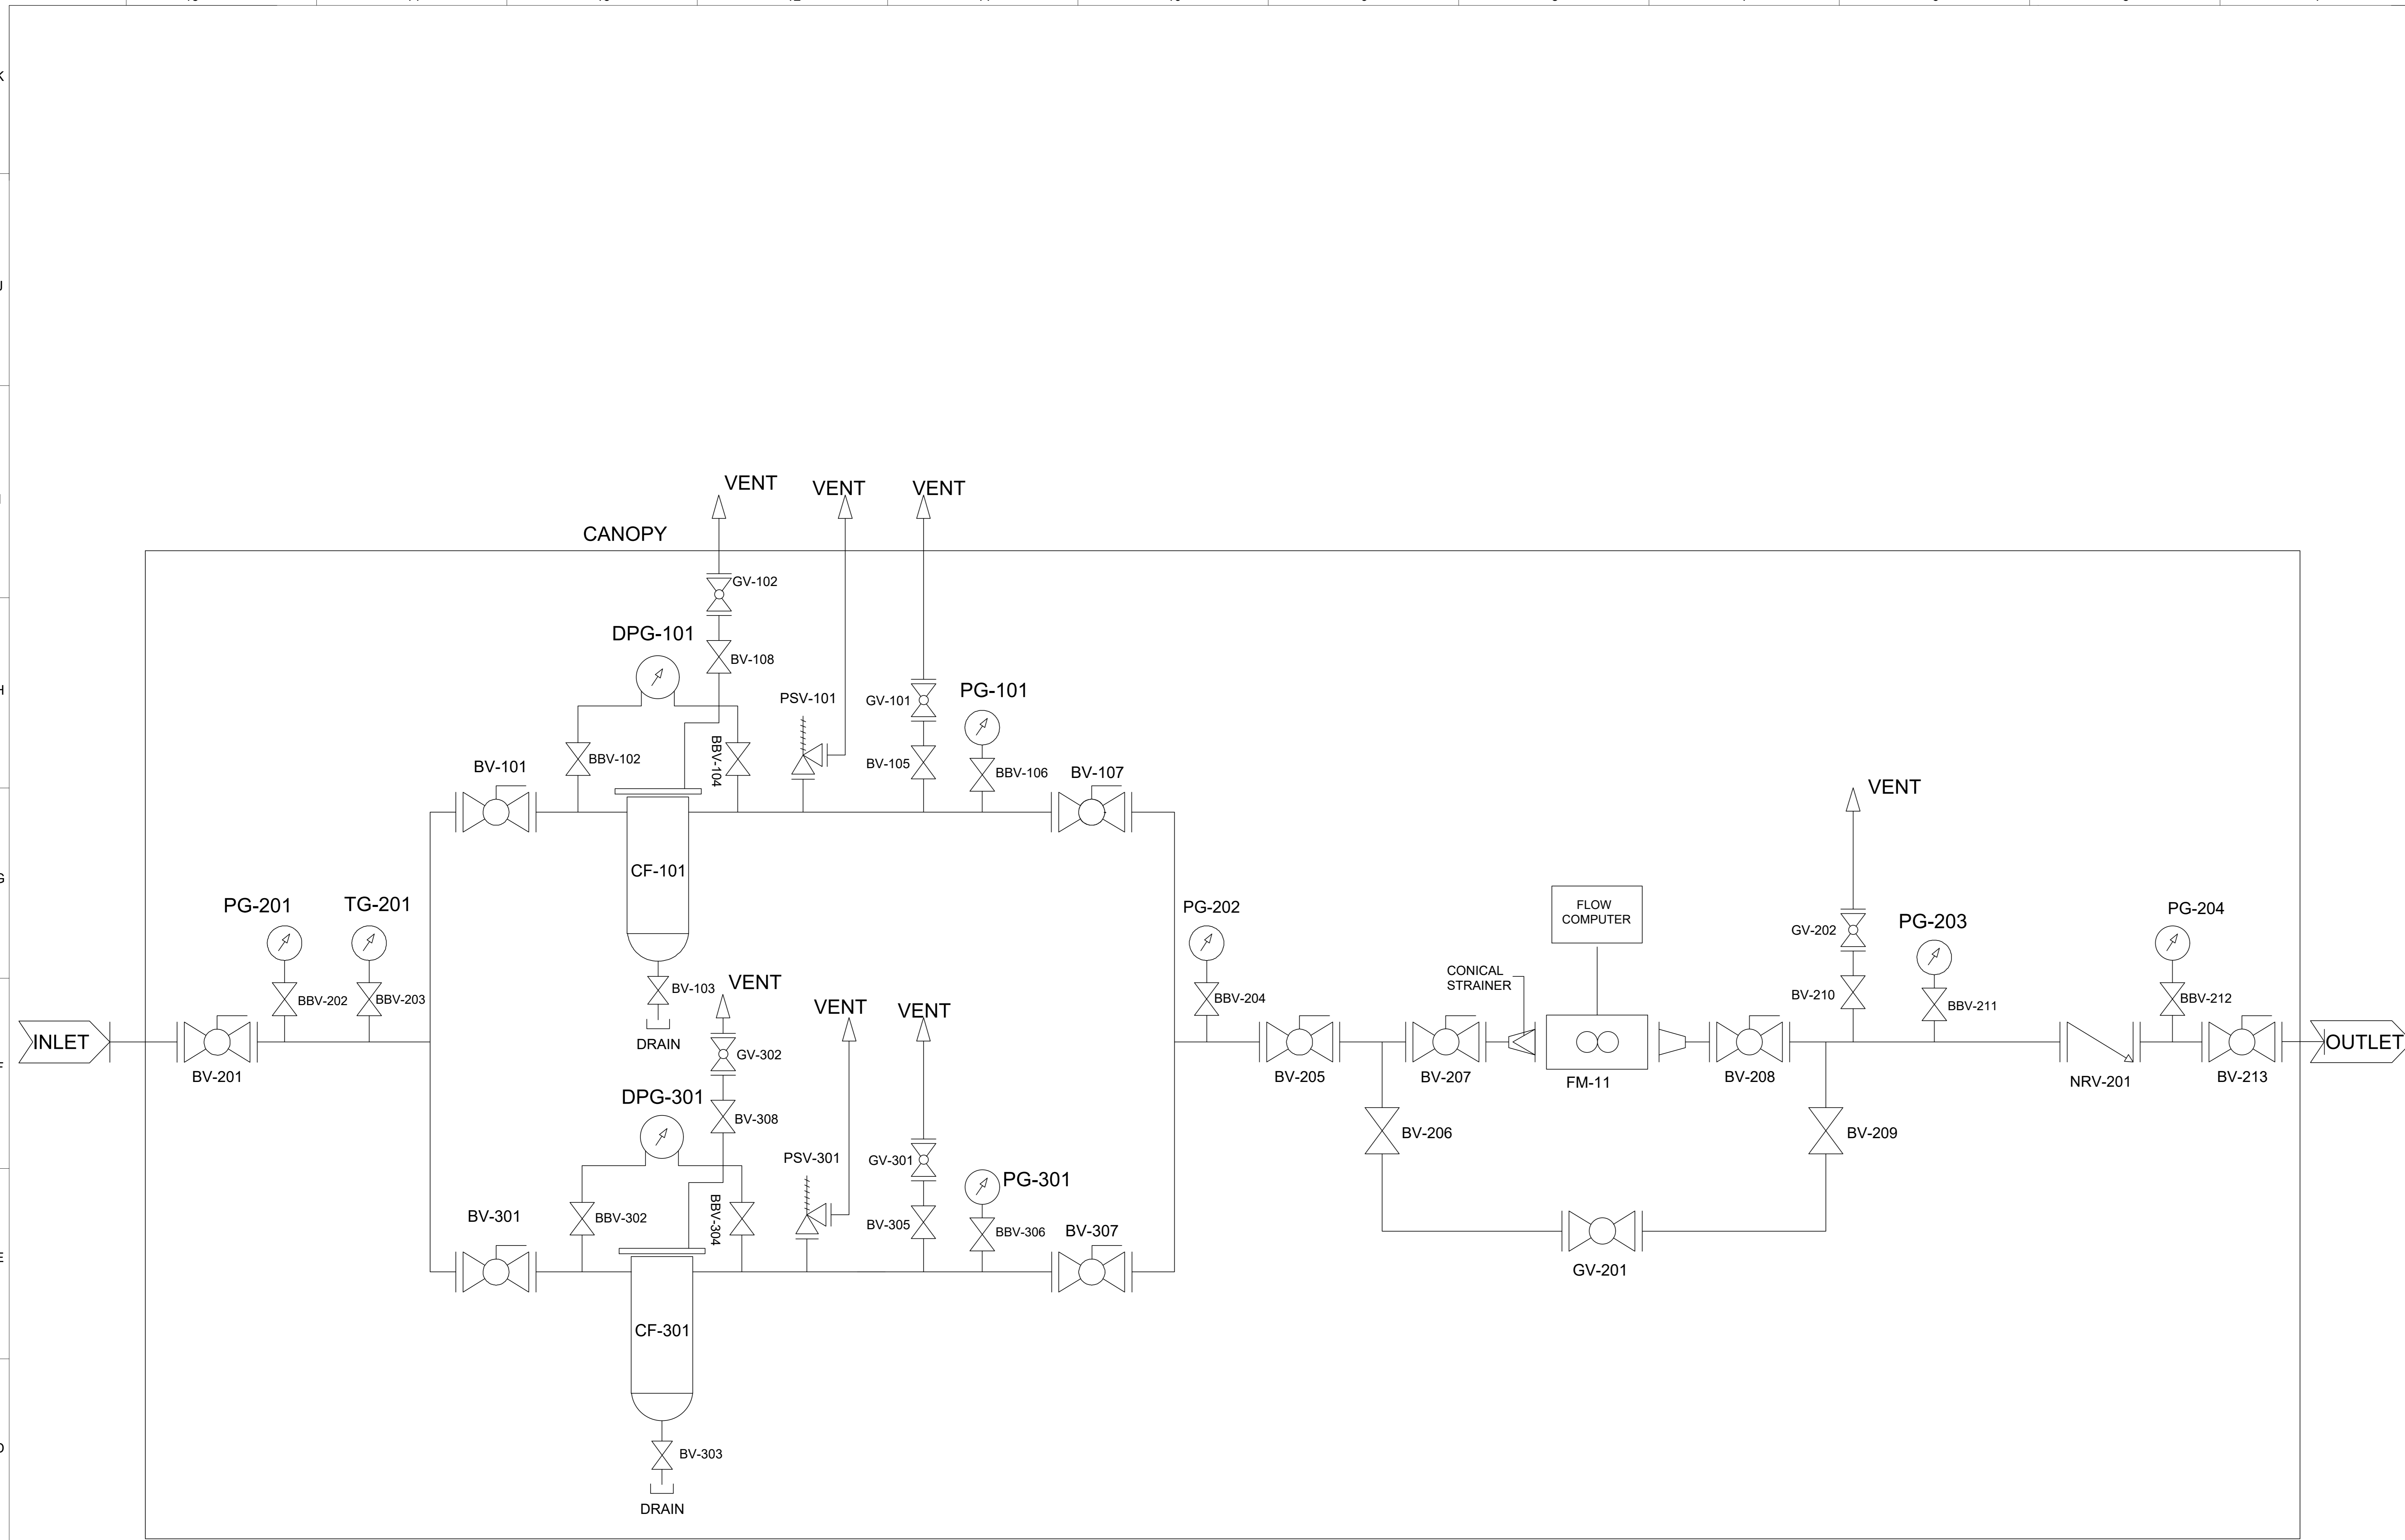 K
J
I
H
G
F
E
D
VENT
VENT
VENT
CANOPY
GV-102
DPG-101
BV-108
PSV-101
GV-101
PG-101
BBV-102
BBV-104
BV-105
BBV-106
BV-101
BV-107
VENT
CF-101
PG-201
TG-201
PG-202
FLOW
COMPUTER
GV-202
PG-203
PG-204
BBV-202
BBV-203
BV-103
VENT
VENT
VENT
BBV-204
CONICAL
STRAINER
BV-210
BBV-211
BBV-212
INLET
DRAIN
GV-302
OUTLET
BV-201
BV-205
BV-207
FM-11
BV-208
NRV-201
BV-213
DPG-301
BV-308
BV-206
BV-209
PSV-301
GV-301
PG-301
BV-301
BBV-302
BBV-304
BV-305
BBV-306
BV-307
GV-201
CF-301
BV-303
DRAIN